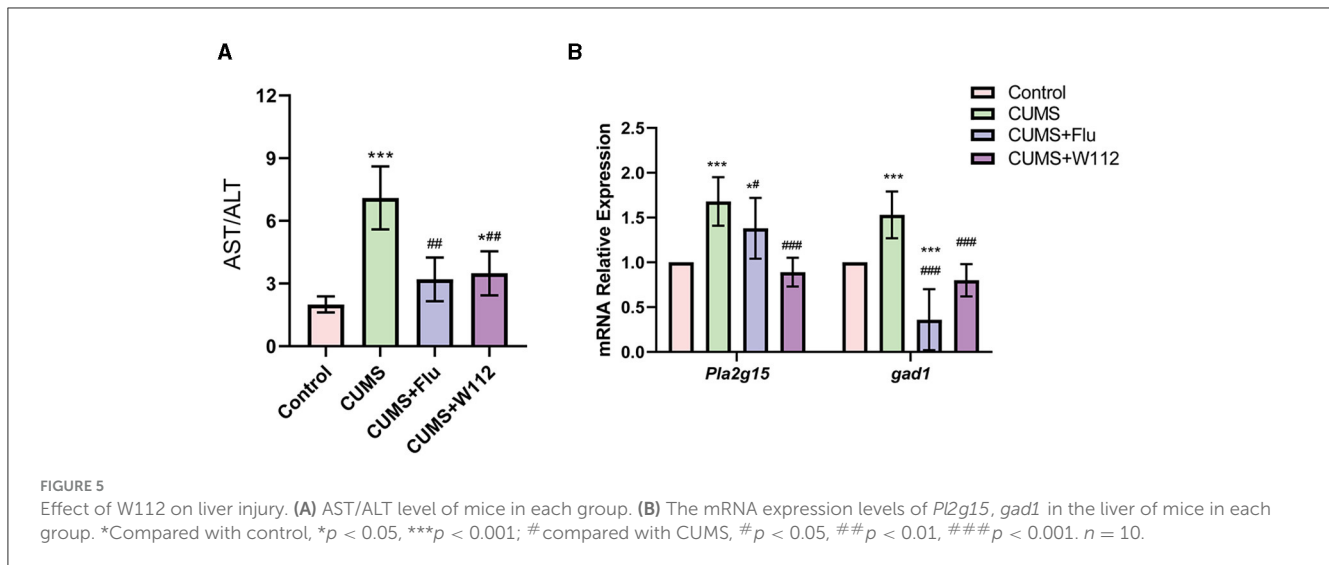 A
12
9
6
3
0
AST/ALT
***
##
*##
Control
CUMS
CUMS+Flu
CUMS+W112
B
Control
CUMS
CUMS+Flu
CUMS+W112
2.5
2.0
1.5
1.0
0.5
0.0
mRNA Relative Expression
***
*#
###
***
***
###
###
Pla2g15
gad1
FIGURE 5
Effect of W112 on liver injury. (A) AST/ALT level of mice in each group. (B) The mRNA expression levels of Pl2g15, gad1 in the liver of mice in each
group. *Compared with control, *p < 0.05, ***p < 0.001; #compared with CUMS, #p < 0.05, ##p < 0.01, ###p < 0.001. n = 10.